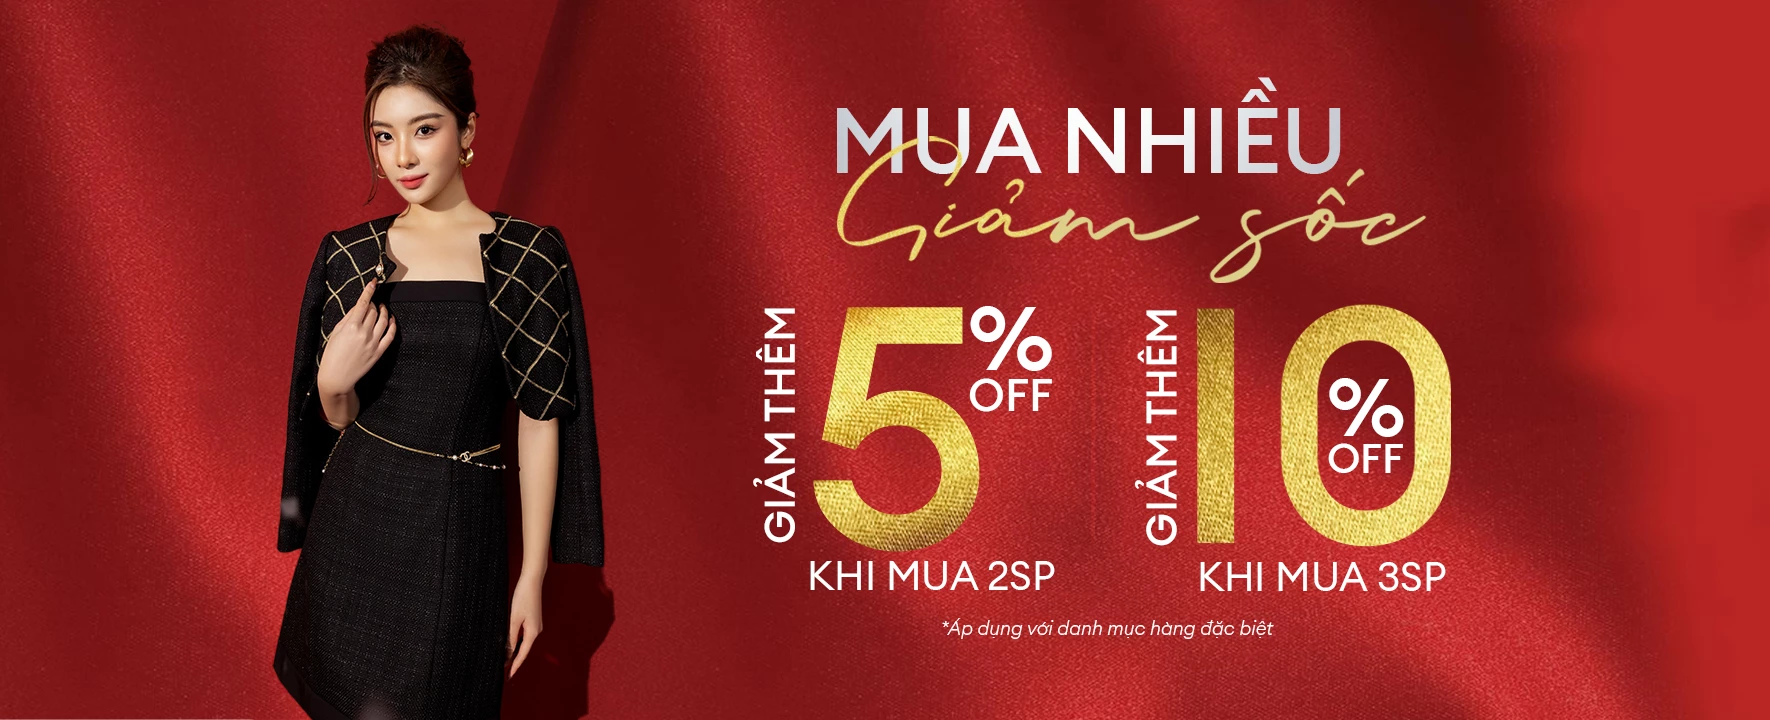 MUA NHIỀU
Giảm sốc
GIẢM THÊM
5%
OFF
KHI MUA 2SP
GIẢM THÊM
10%
OFF
KHI MUA 3SP
*Áp dụng với danh mục hàng đặc biệt